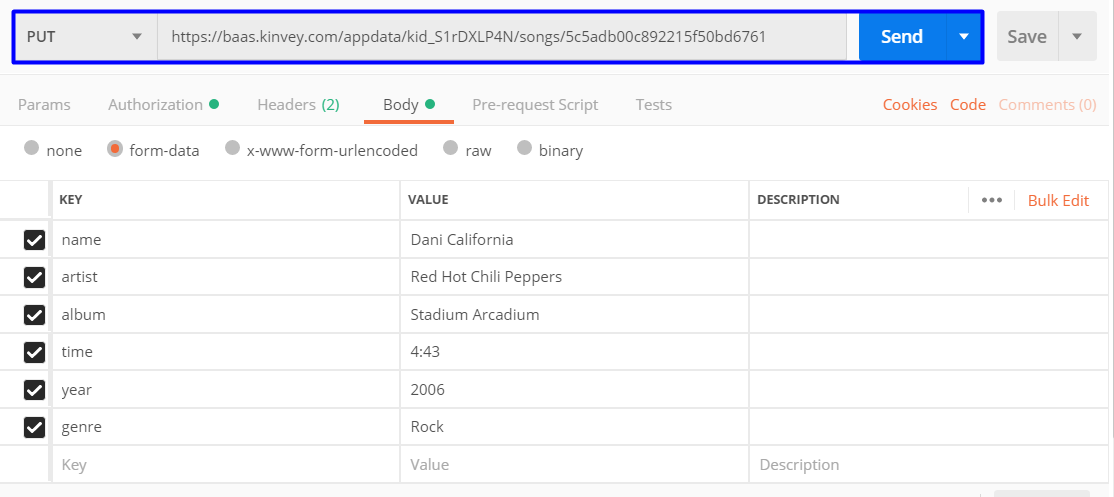 PUT https://baas.kinvey.com/appdata/kid_S1rDXLP4N/songs/5c5adb00c892215f50bd6761 Send Save
Params Authorization Headers (2) Body Pre-request Script Tests Cookies Code Comments (0)
none form-data x-www-form-urlencoded raw binary
KEY VALUE DESCRIPTION ••• Bulk Edit
name Dani California
artist Red Hot Chili Peppers
album Stadium Arcadium
time 4:43
year 2006
genre Rock
Key Value Description